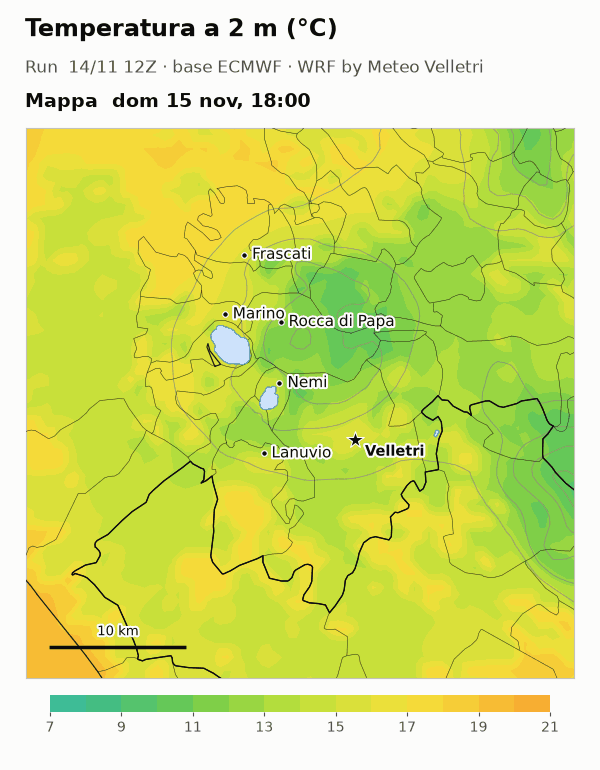 Temperatura a 2 m (°C)
Run  14/11 12Z · base ECMWF · WRF by Meteo Velletri
Mappa  dom 15 nov, 18:00
Frascati
Marino
Rocca di Papa
Nemi
Velletri
Lanuvio
10 km
7 9 11 13 15 17 19 21